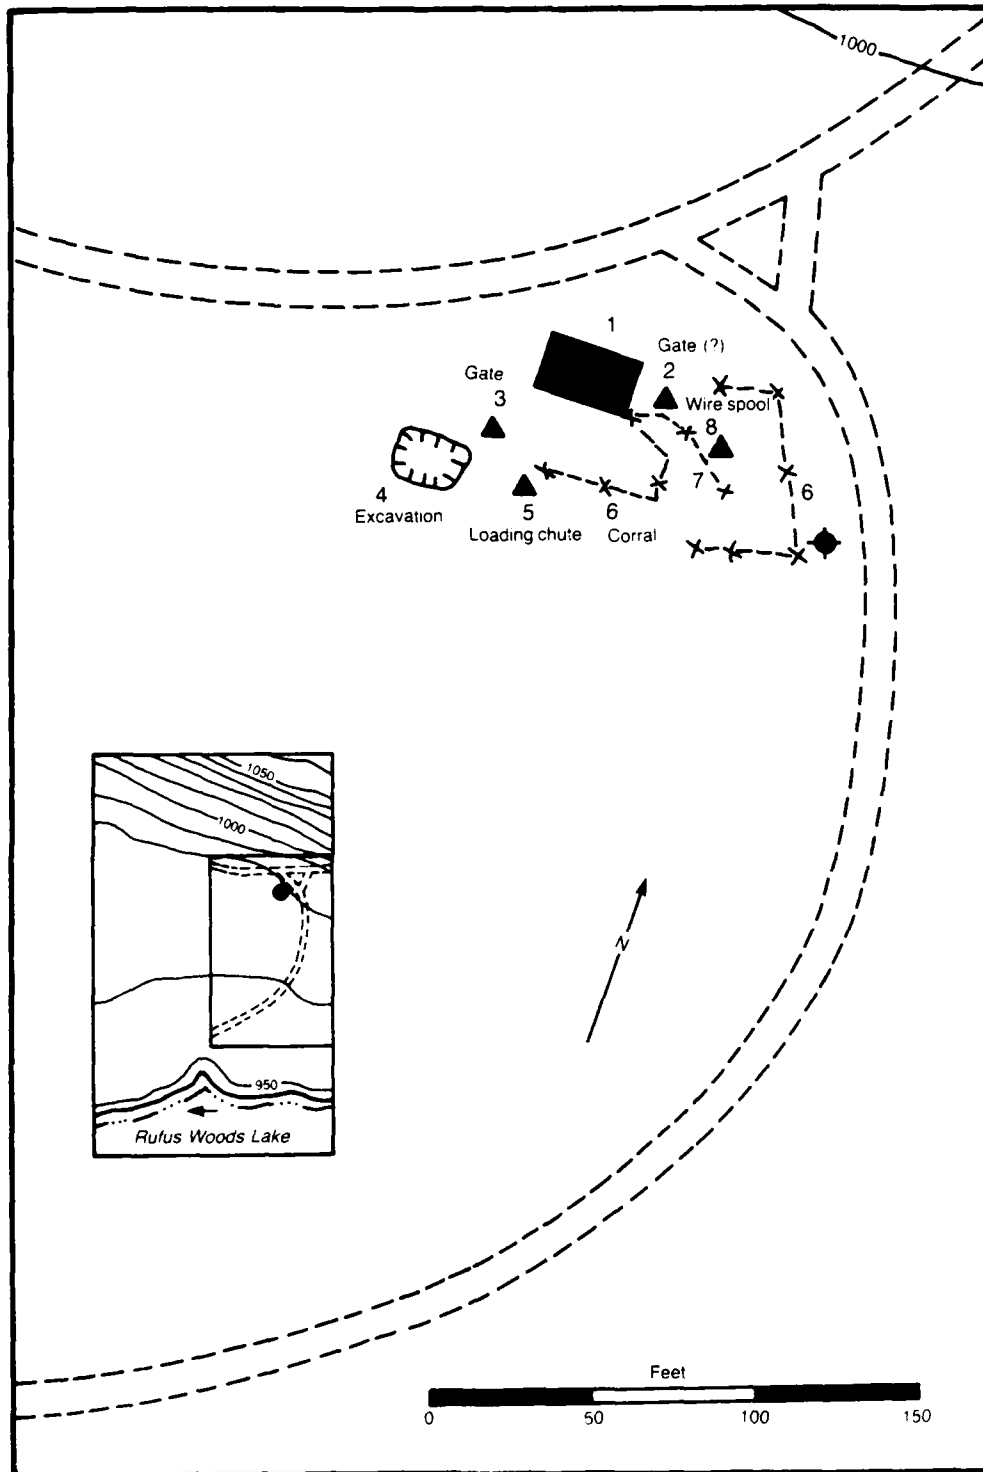 1000
1
Gate (?)
2
Gate
3
Wire spool
8
4
Excavation
5
Loading chute
6
Corral
7
6
1050
1000
N
950
Rufus Woods Lake
Feet
0 50 100 150